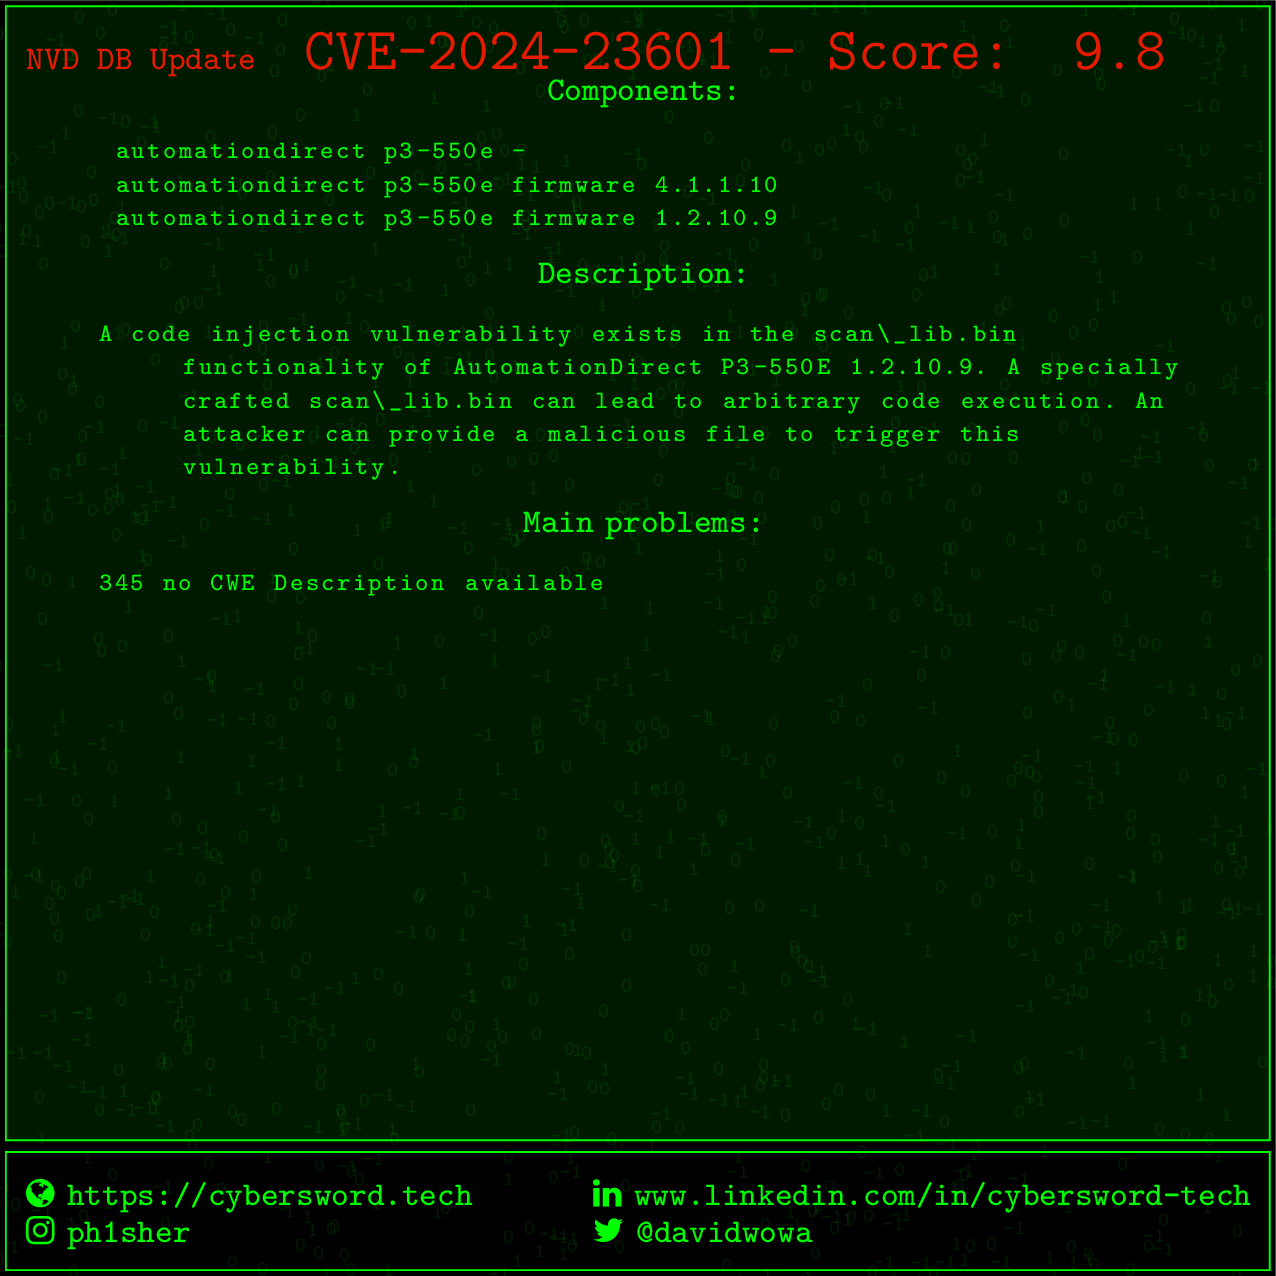 NVD DB Update CVE-2024-23601 - Score: 9.8
Components:
automationdirect p3-550e -
automationdirect p3-550e firmware 4.1.1.10
automationdirect p3-550e firmware 1.2.10.9
Description:
A code injection vulnerability exists in the scan\_lib.bin
functionality of AutomationDirect P3-550E 1.2.10.9. A specially
crafted scan\_lib.bin can lead to arbitrary code execution. An
attacker can provide a malicious file to trigger this
vulnerability.
Main problems:
345 no CWE Description available
https://cybersword.tech
www.linkedin.com/in/cybersword-tech
ph1sher
@davidwowa